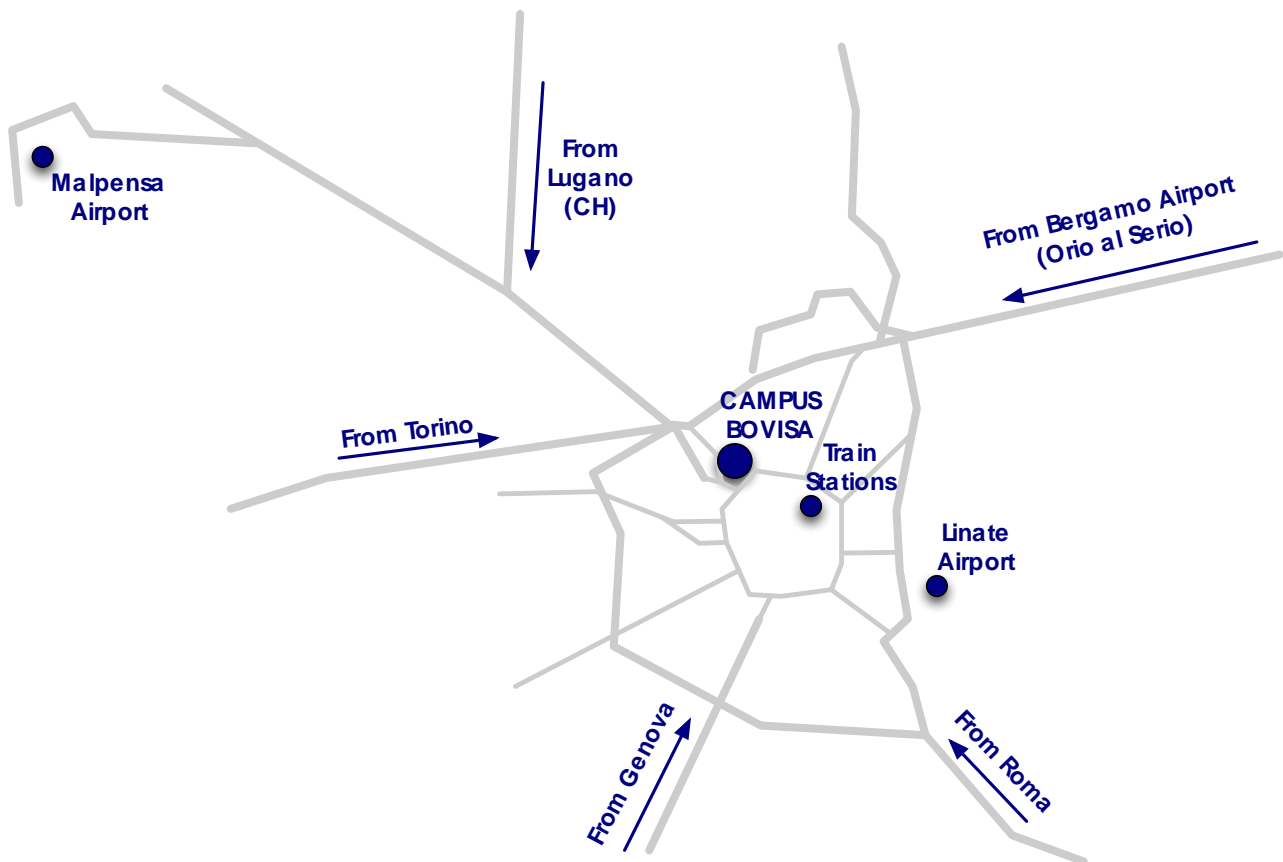 From
Lugano
(CH)
Malpensa
Airport
From Bergamo Airport
(Orio al Serio)
CAMPUS
BOVISA
From Torino
Train
Stations
Linate
Airport
From Genova
From Roma